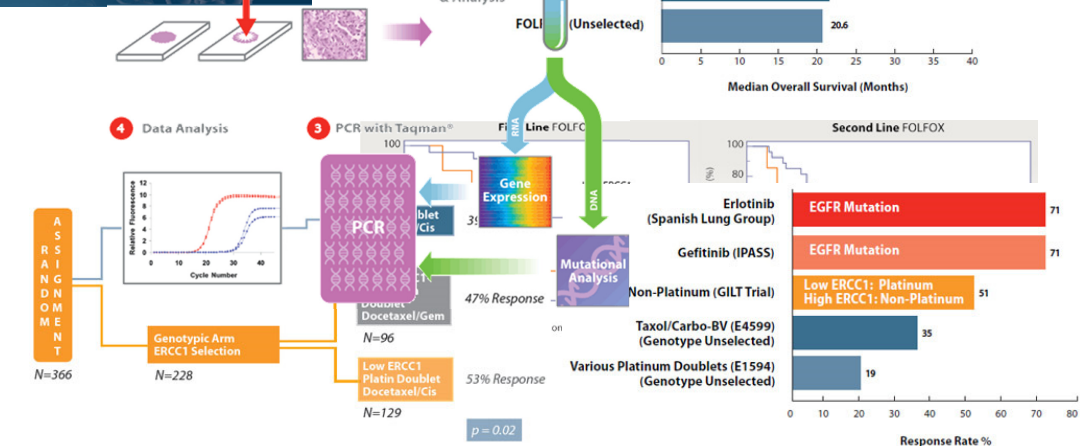 & Analysis
FOLF (Unselected)
20.6
0 5 10 15 20 25 30 35 40
Median Overall Survival (Months)
4 Data Analysis
3 PCR with Taqman®
Line FOLFO
Second Line FOLFOX
RNA
DNA
100
100
80
(%)
Relative Fluorescence
12
10
8
6
4
2
0
0 10 20 30 40
Cycle Number
PCR
Gene
Expression
Mutational
Analysis
RANDOM
ASSIGNMENT
N=366
Genotypic Arm
ERCC1 Selection
N=228
/Cis
Doublet
Docetaxel/Gem
N=96
47% Response
on
Low ERCC1
Platin Doublet
Docetaxel/Cis
N=129
53% Response
p = 0.02
Erlotinib
(Spanish Lung Group)
EGFR Mutation
71
Gefitinib (IPASS)
EGFR Mutation
71
Non-Platinum (GILT Trial)
Low ERCC1: Platinum
High ERCC1: Non-Platinum
51
Taxol/Carbo-BV (E4599)
(Genotype Unselected)
35
Various Platinum Doublets (E1594)
(Genotype Unselected)
19
0 10 20 30 40 50 60 70 80
Response Rate %